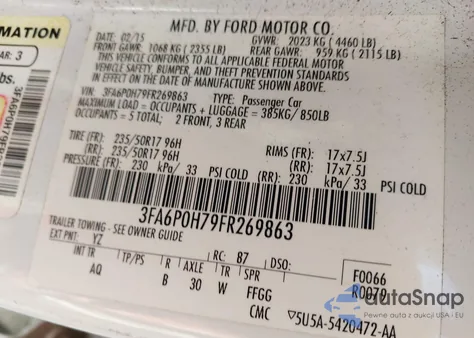 MFD. BY FORD MOTOR CO.
DATE: 02/15 GVWR: 2023 KG ( 4460 LB)
FRONT GAWR: 1068 KG ( 2355 LB) REAR GAWR: 959 KG ( 2115 LB)
THIS VEHICLE CONFORMS TO ALL APPLICABLE FEDERAL MOTOR
VEHICLE SAFETY, BUMPER, AND THEFT PREVENTION STANDARDS IN
EFFECT ON THE DATE OF MANUFACTURE SHOWN ABOVE.
VIN: 3FA6P0H79FR269863 TYPE: Passenger Car
MAXIMUM LOAD = OCCUPANTS + LUGGAGE = 385KG/ 850LB
OCCUPANTS = 5 TOTAL; 2 FRONT, 3 REAR
TIRE (FR): 235/50R17 96H RIMS (FR): 17x7.5J
(RR): 235/50R17 96H (RR): 17x7.5J
PRESSURE (FR): 230 kPa/ 33 PSI COLD (RR): 230 kPa/ 33 PSI COLD
3FA6P0H79FR269863
TRAILER TOWING - SEE OWNER GUIDE
EXT PNT: YZ RC: 87 DSO: F0066
INT TR TP/PS R AXLE TR SPR R0079
AQ B 30 W FFGG
CMC
▽5U5A-5420472-AA
MATION
AR: 3
bs.
autoSnap
Zdjęcia z aukcji USA i EU